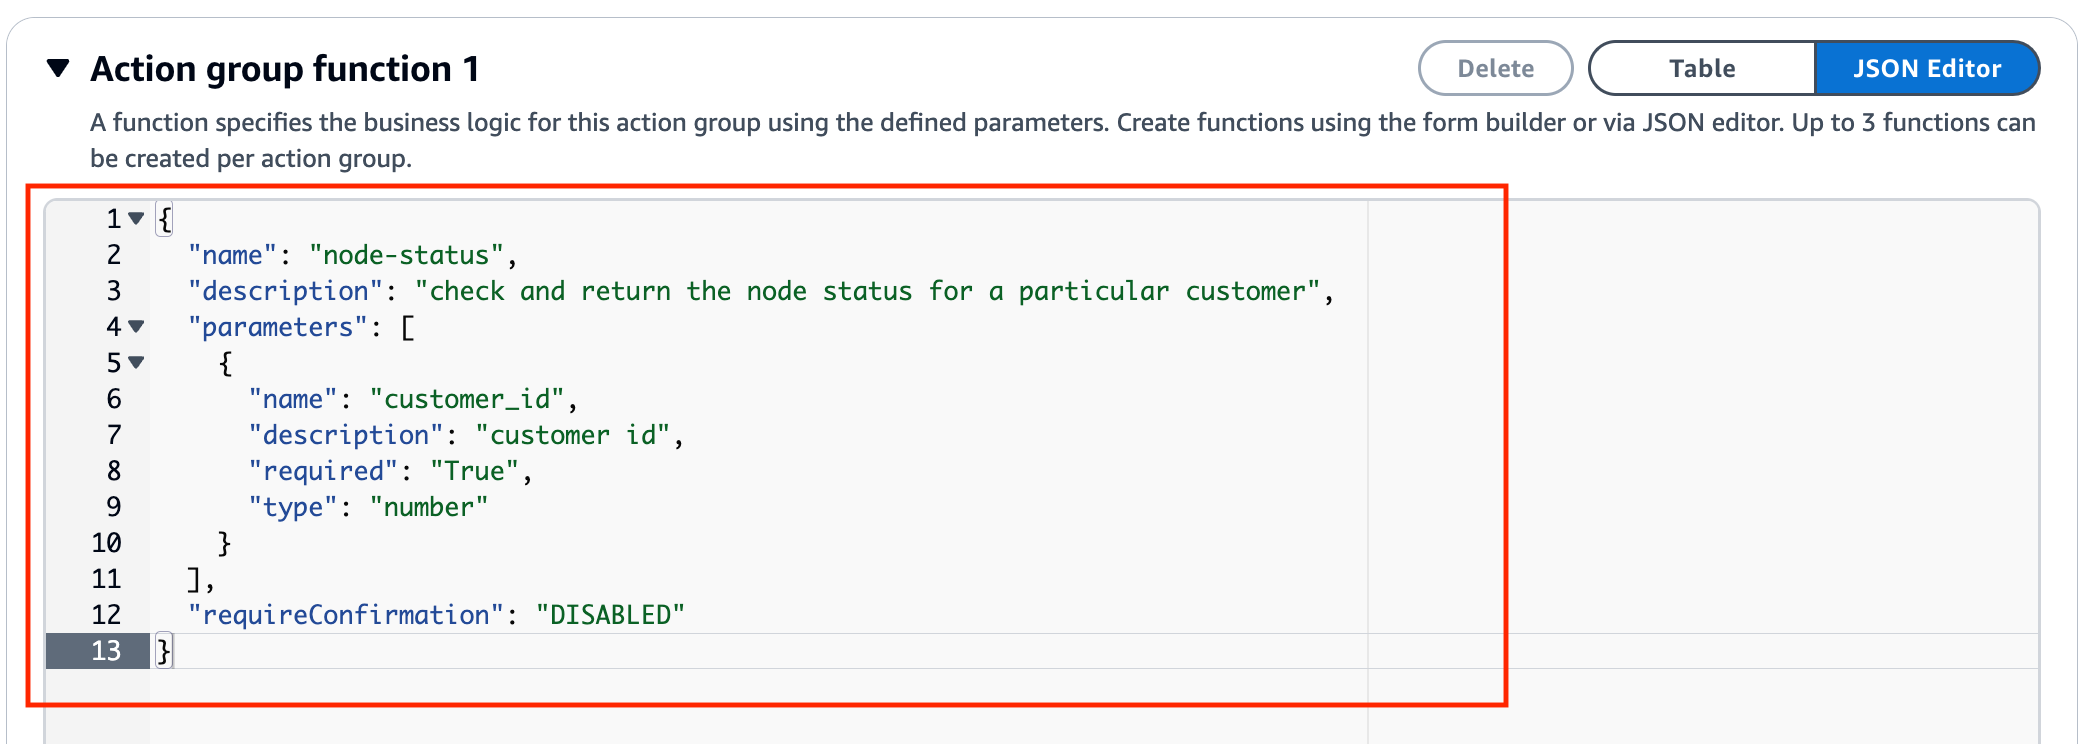 Action group function 1
Delete
Table
JSON Editor
A function specifies the business logic for this action group using the defined parameters. Create functions using the form builder or via JSON editor. Up to 3 functions can
be created per action group.
1 {
2   "name": "node-status",
3   "description": "check and return the node status for a particular customer",
4   "parameters": [
5     {
6       "name": "customer_id",
7       "description": "customer id",
8       "required": "True",
9       "type": "number"
10     }
11   ],
12   "requireConfirmation": "DISABLED"
13 }